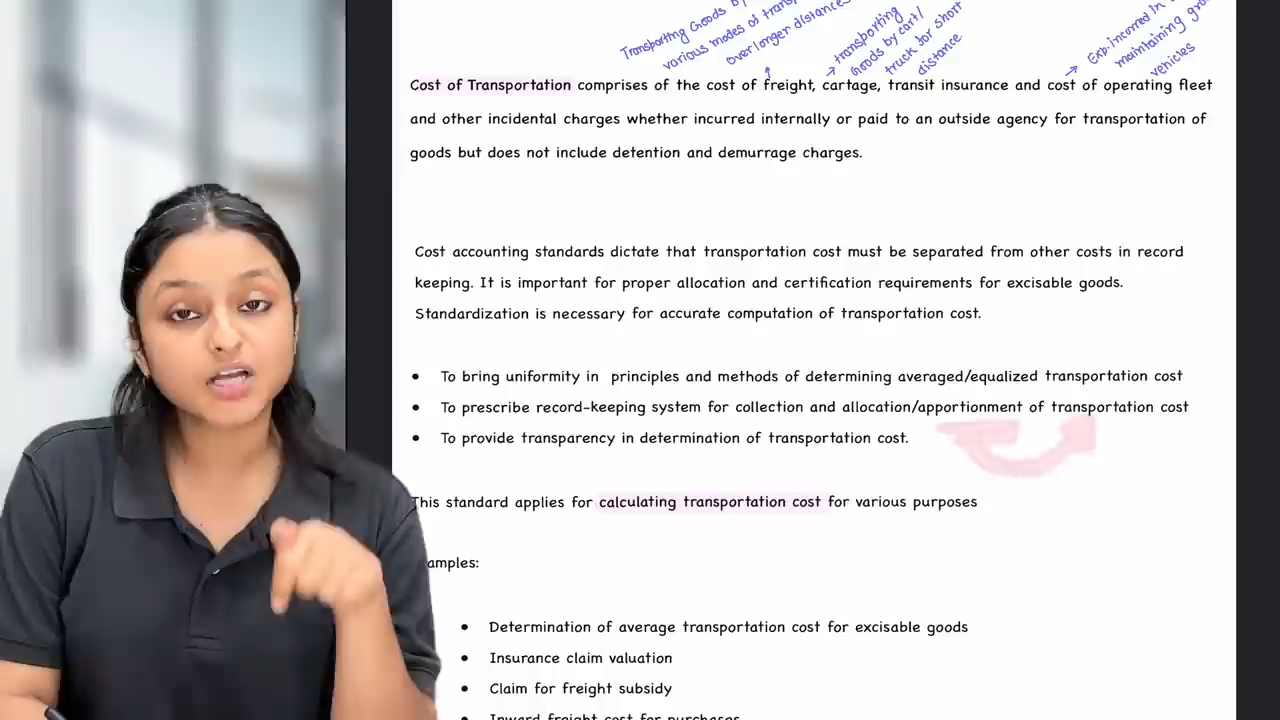 Transporting Goods by
various modes of
over longer distances
transporting
Goods by cart/
truck for short
distance
Exp. incurred in
maintaining
vehicles
Cost of Transportation comprises of the cost of freight, cartage, transit insurance and cost of operating fleet
and other incidental charges whether incurred internally or paid to an outside agency for transportation of
goods but does not include detention and demurrage charges.
Cost accounting standards dictate that transportation cost must be separated from other costs in record
keeping. It is important for proper allocation and certification requirements for excisable goods.
Standardization is necessary for accurate computation of transportation cost.
• To bring uniformity in principles and methods of determining averaged/equalized transportation cost
• To prescribe record-keeping system for collection and allocation/apportionment of transportation cost
• To provide transparency in determination of transportation cost.
This standard applies for calculating transportation cost for various purposes
amples:
• Determination of average transportation cost for excisable goods
• Insurance claim valuation
• Claim for freight subsidy
• Inward freight cost for purchases